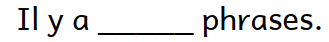 Il y a ______ phrases.